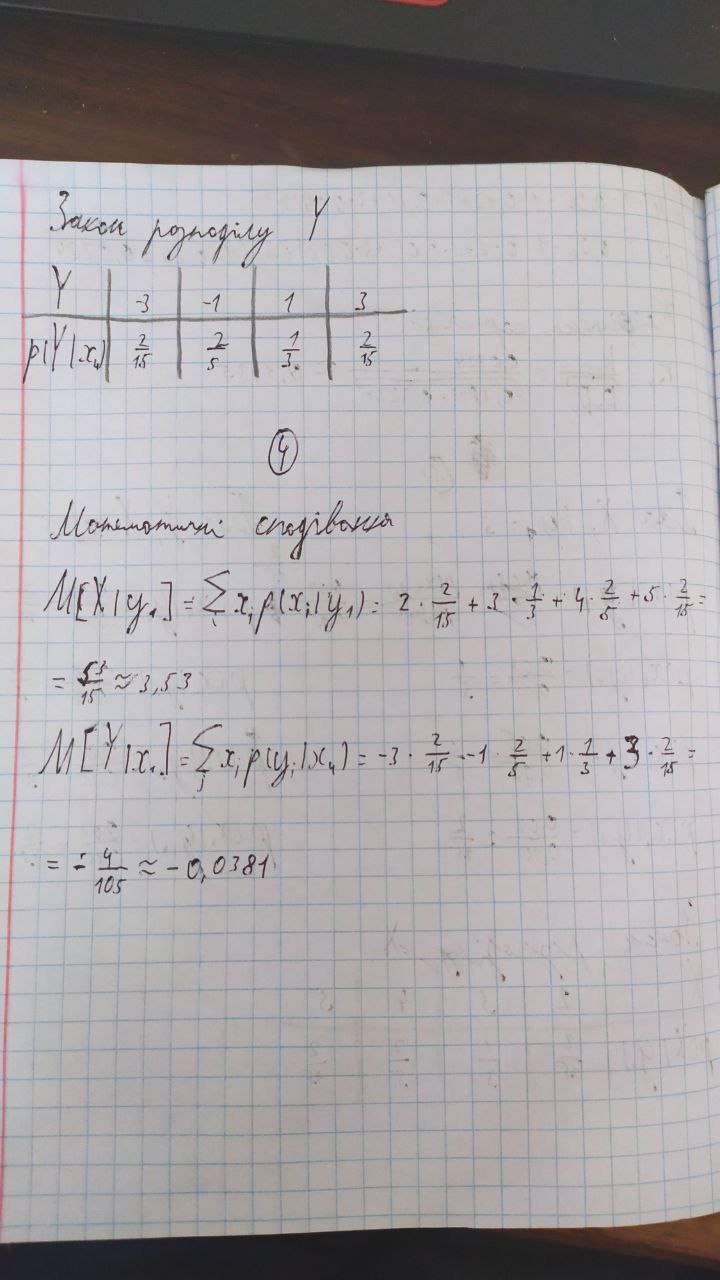 Закон розподілу Y
Y -3 -1 1 3
p(Y|x₄) 2/15 2/5 1/3 2/15
④
Математичні сподівання
M[X|y₁] = ∑ᵢ xᵢ p(xᵢ|y₁) = 2 · 2/15 + 3 · 1/3 + 4 · 2/5 + 5 · 2/15 =
= 53/15 ≈ 3,53
M[Y|x₁] = ∑ⱼ xⱼ p(yⱼ|x₄) = -3 · 2/15 - 1 · 2/5 + 1 · 1/3 + 3 · 2/15 =
= - 4/105 ≈ - 0,0381